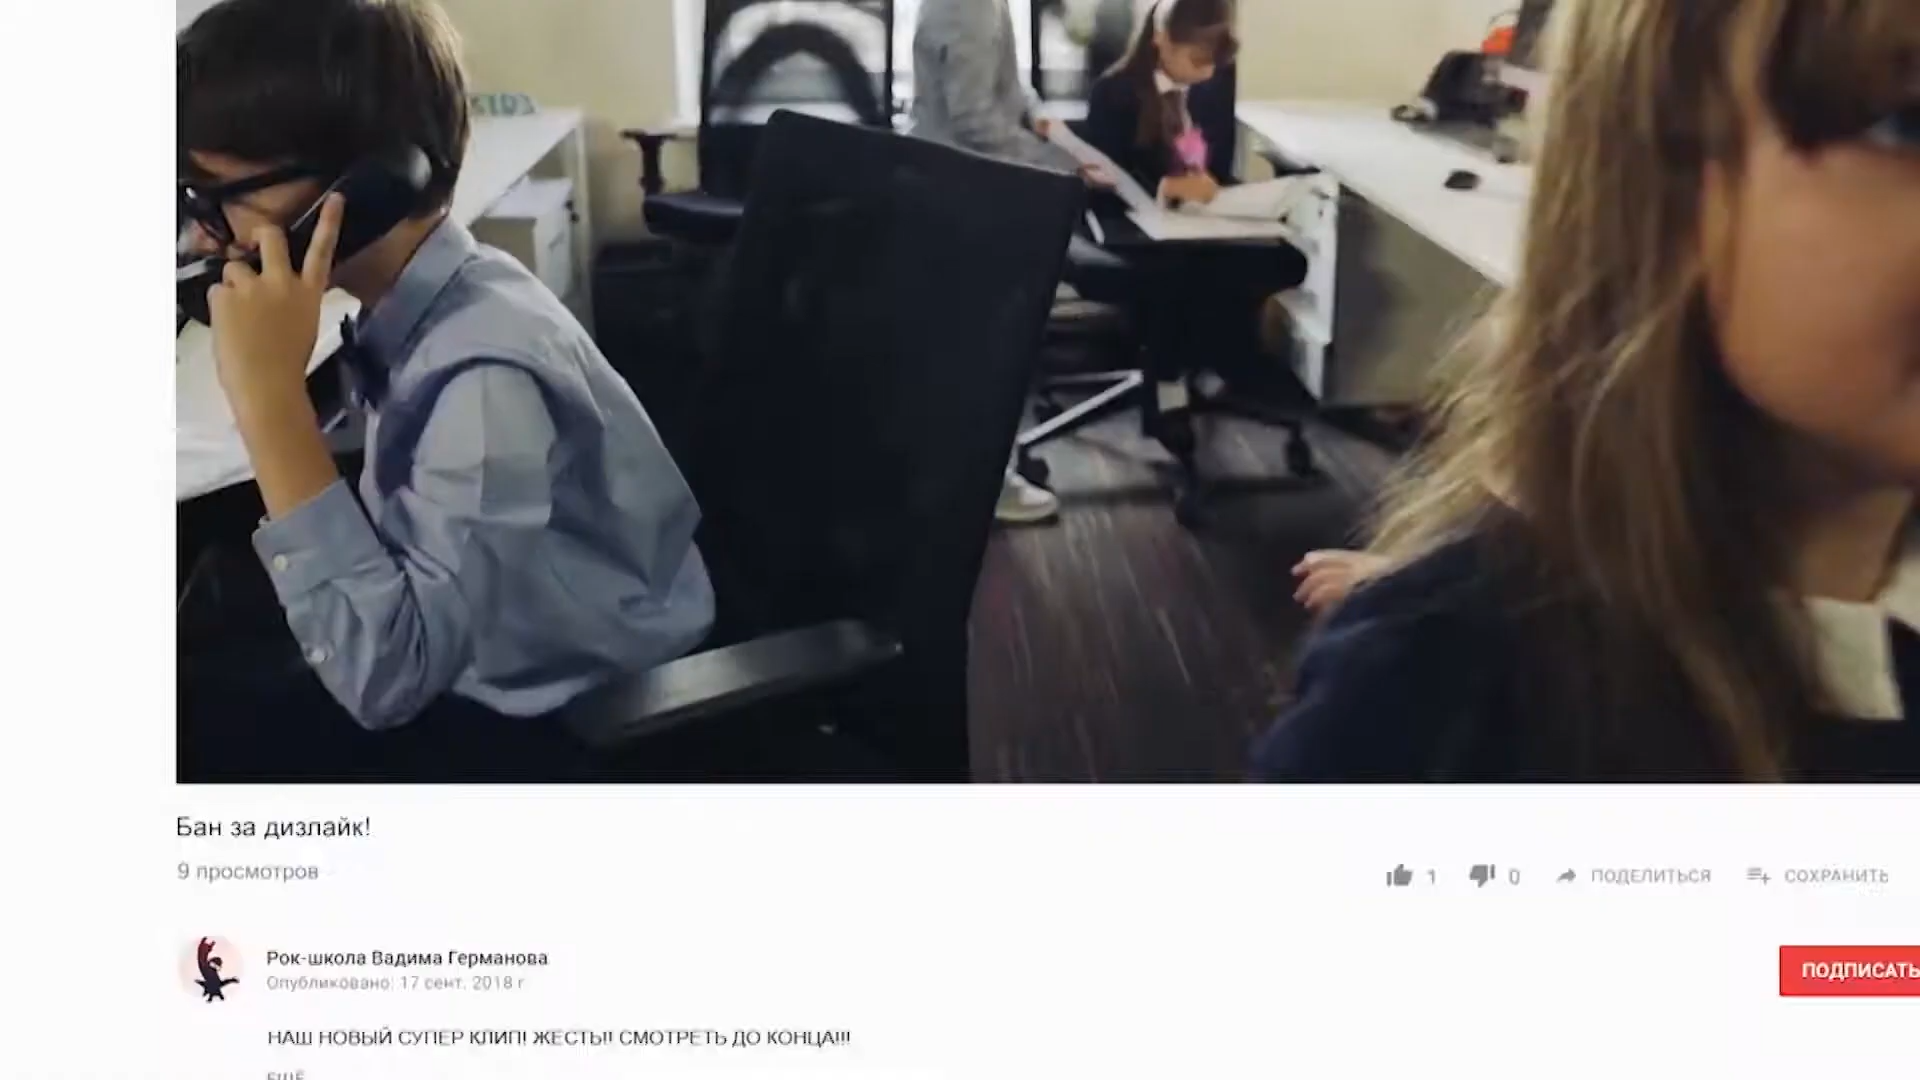 Бан за дизлайк!
9 просмотров
1
0
ПОДЕЛИТЬСЯ
СОХРАНИТЬ
Рок-школа Вадима Германова
Опубликовано: 17 сент. 2018 г
ПОДПИСАТЬ
НАШ НОВЫЙ СУПЕР КЛИП! ЖЕСТЬ!! СМОТРЕТЬ ДО КОНЦА!!!
ЕЩЁ